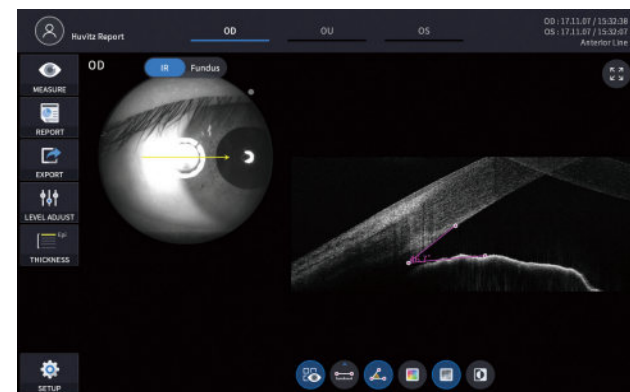 Huvitz Report
OD
OU
OS
OD : 17.11.07 / 15:32:38
OS : 17.11.07 / 15:32:07
Anterior Line
MEASURE
OD
IR
Fundus
REPORT
EXPORT
LEVEL ADJUST
Epi
THICKNESS
SETUP